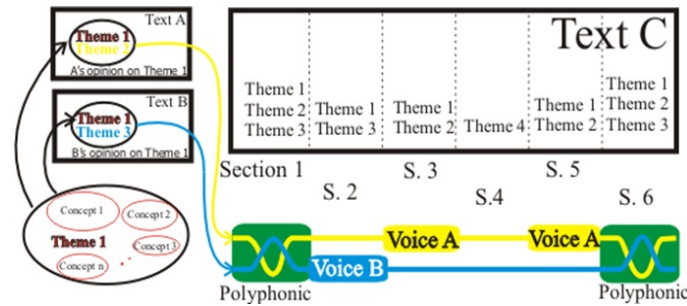 Text A
Theme 1
Theme 2
A's opinion on Theme 1
Text B
Theme 1
Theme 3
B's opinion on Theme 1
Concept 1
Concept 2
Theme 1
Concept 3
Concept n
Text C
Theme 1
Theme 2
Theme 3
Theme 1
Theme 3
Theme 1
Theme 2
Theme 4
Theme 1
Theme 2
Theme 1
Theme 2
Theme 3
Section 1
S. 2
S. 3
S.4
S. 5
S. 6
Voice A
Voice A
Voice B
Polyphonic
Polyphonic